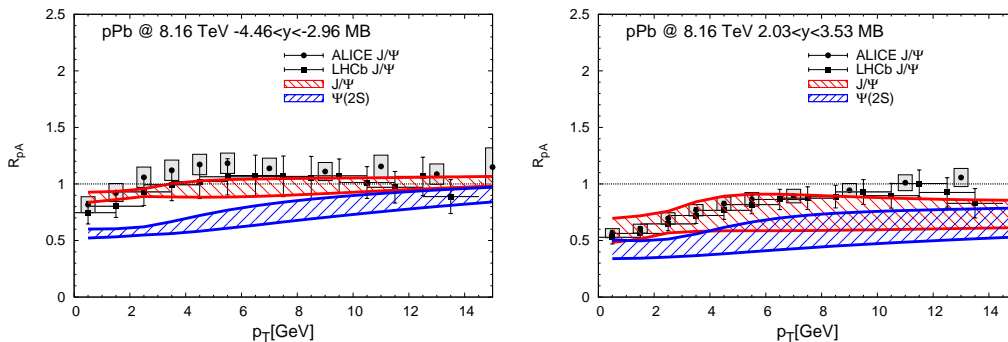 pPb @ 8.16 TeV -4.46<y<-2.96 MB
ALICE J/Ψ
LHCb J/Ψ
J/Ψ
Ψ(2S)
R_pA
2.5
2
1.5
1
0.5
0
0 2 4 6 8 10 12 14
p_T[GeV]
pPb @ 8.16 TeV 2.03<y<3.53 MB
ALICE J/Ψ
LHCb J/Ψ
J/Ψ
Ψ(2S)
R_pA
2.5
2
1.5
1
0.5
0
0 2 4 6 8 10 12 14
p_T[GeV]